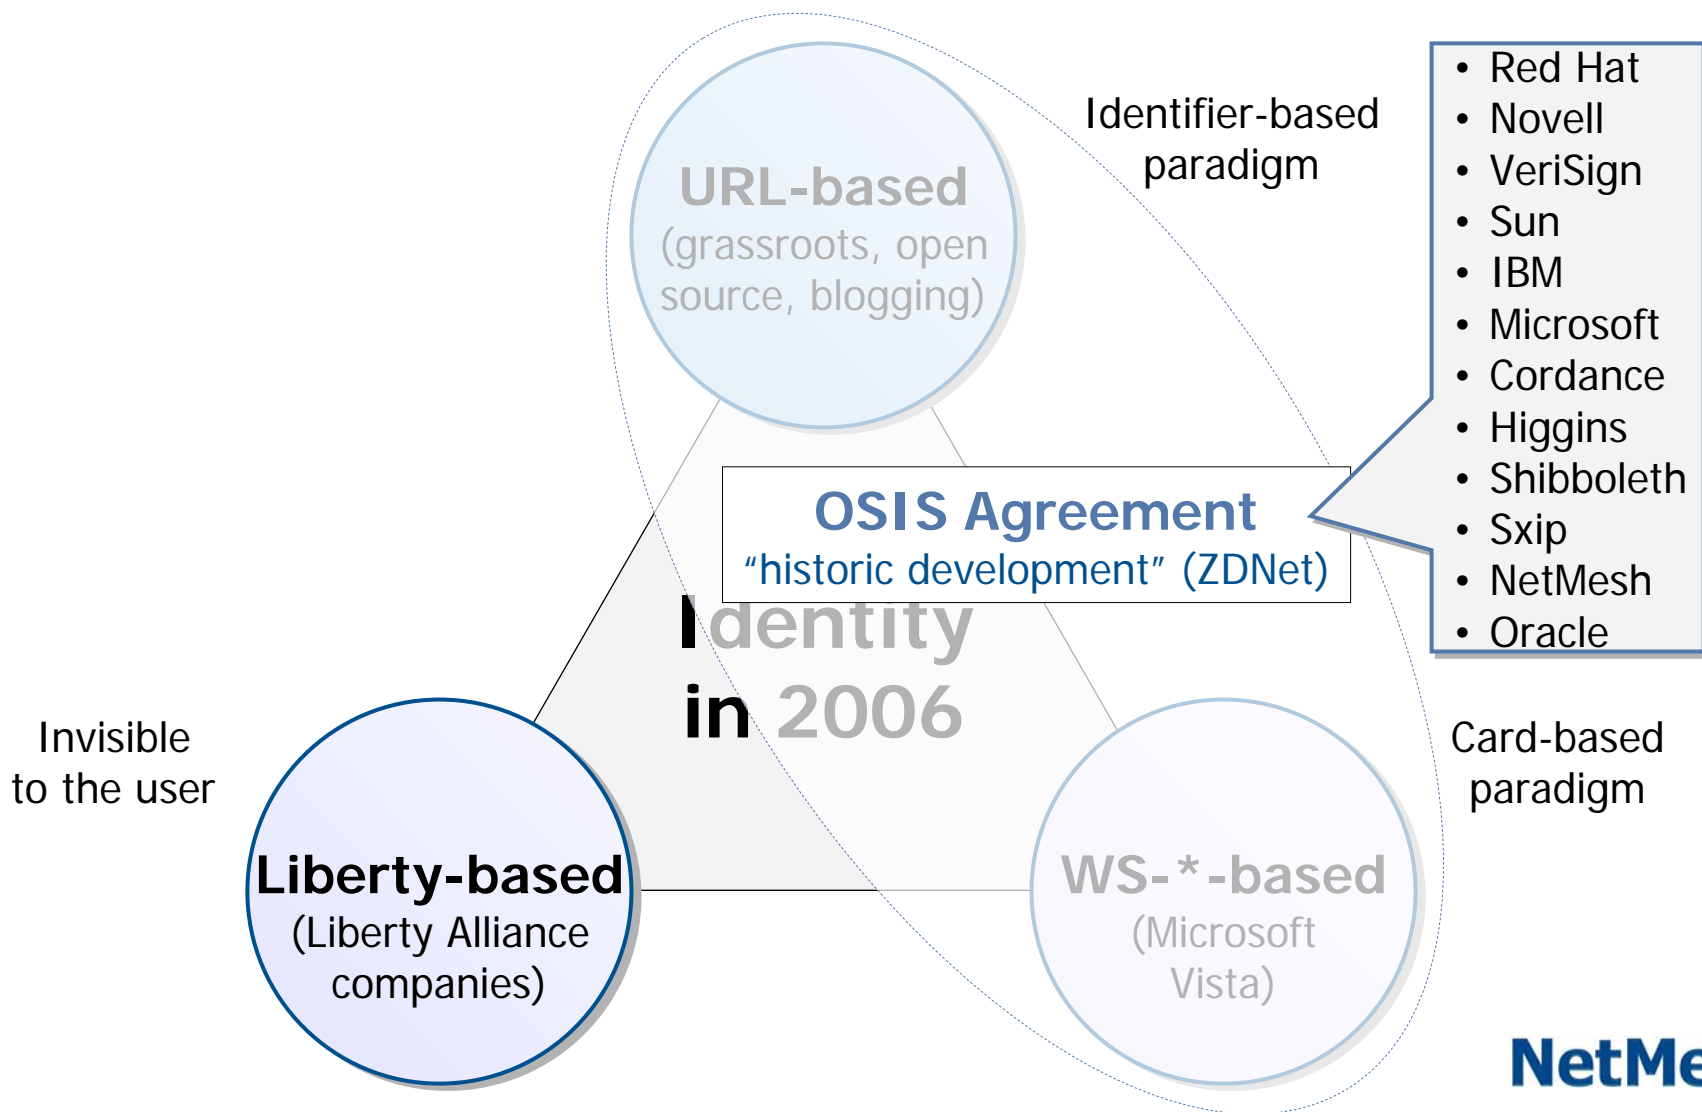 URL-based
(grassroots, open
source, blogging)
Identifier-based
paradigm
• Red Hat
• Novell
• VeriSign
• Sun
• IBM
• Microsoft
• Cordance
• Higgins
• Shibboleth
• Sxip
• NetMesh
• Oracle
OSIS Agreement
“historic development” (ZDNet)
Identity
in 2006
Invisible
to the user
Card-based
paradigm
Liberty-based
(Liberty Alliance
companies)
WS-*-based
(Microsoft
Vista)
NetMe